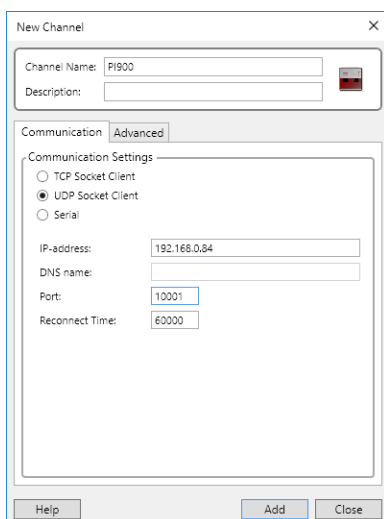 New Channel
Channel Name: PI900
Description:
Communication Advanced
Communication Settings
TCP Socket Client
UDP Socket Client
Serial
IP-address: 192.168.0.84
DNS name:
Port: 10001
Reconnect Time: 60000
Help Add Close